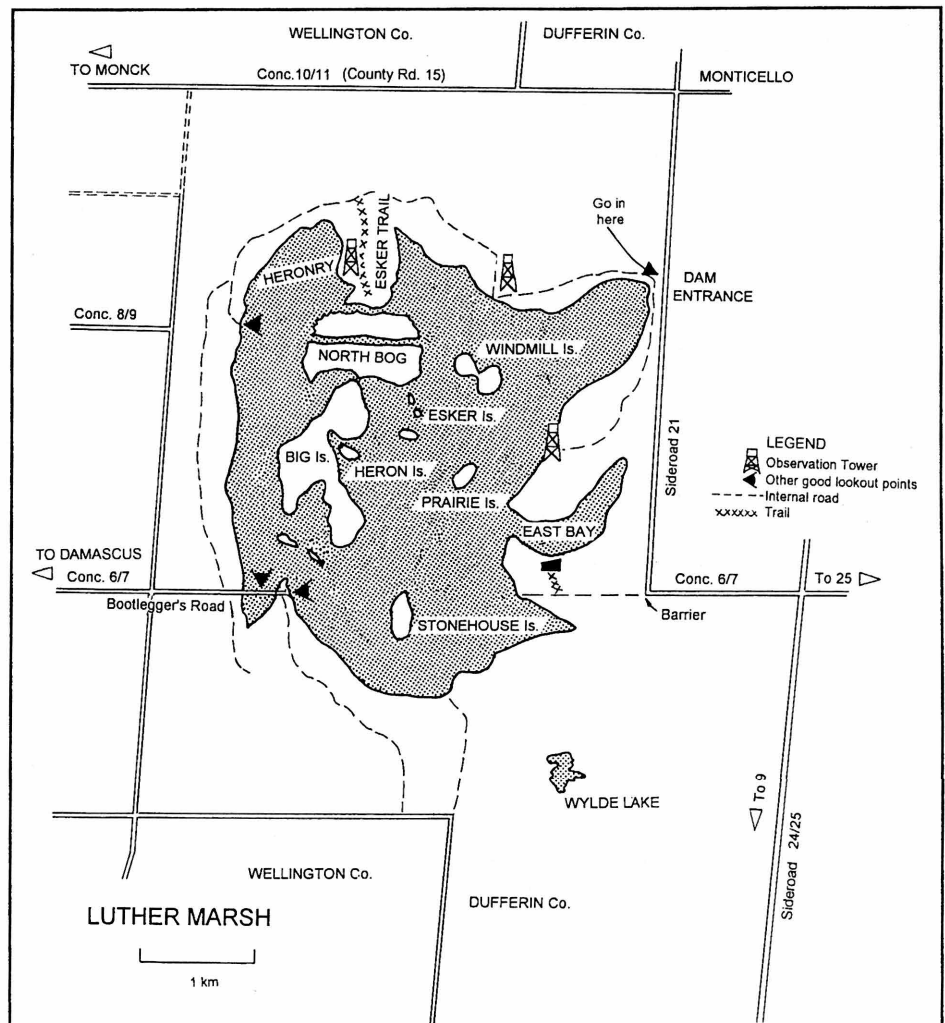 WELLINGTON Co.
DUFFERIN Co.
TO MONCK
Conc.10/11 (County Rd. 15)
MONTICELLO
Go in
here
ESKER TRAIL
HERONRY
DAM
ENTRANCE
Conc. 8/9
NORTH BOG
WINDMILL Is.
ESKER Is.
Sideroad 21
LEGEND
Observation Tower
Other good lookout points
Internal road
Trail
BIG Is.
HERON Is.
PRAIRIE Is.
EAST BAY
TO DAMASCUS
Conc. 6/7
Conc. 6/7
To 25
Bootlegger's Road
Barrier
STONEHOUSE Is.
WYLDE LAKE
To 9
Sideroad 24/25
WELLINGTON Co.
DUFFERIN Co.
LUTHER MARSH
1 km